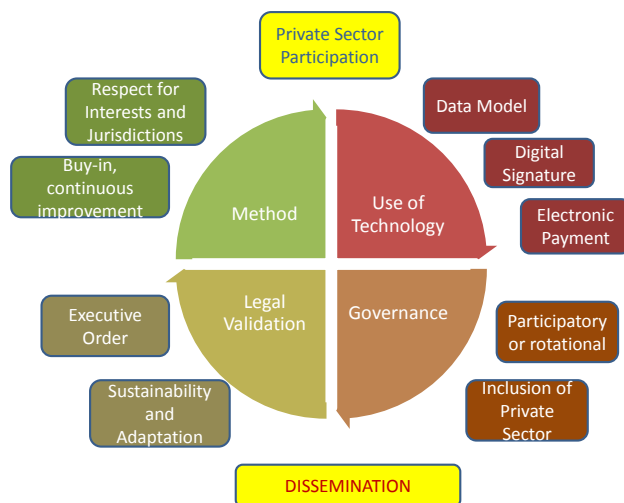 Private Sector
Participation
Respect for
Interests and
Jurisdictions
Data Model
Buy-in,
continuous
improvement
Digital
Signature
Method
Use of
Technology
Electronic
Payment
Executive
Order
Legal
Validation
Governance
Participatory
or rotational
Sustainability
and
Adaptation
Inclusion of
Private
Sector
DISSEMINATION